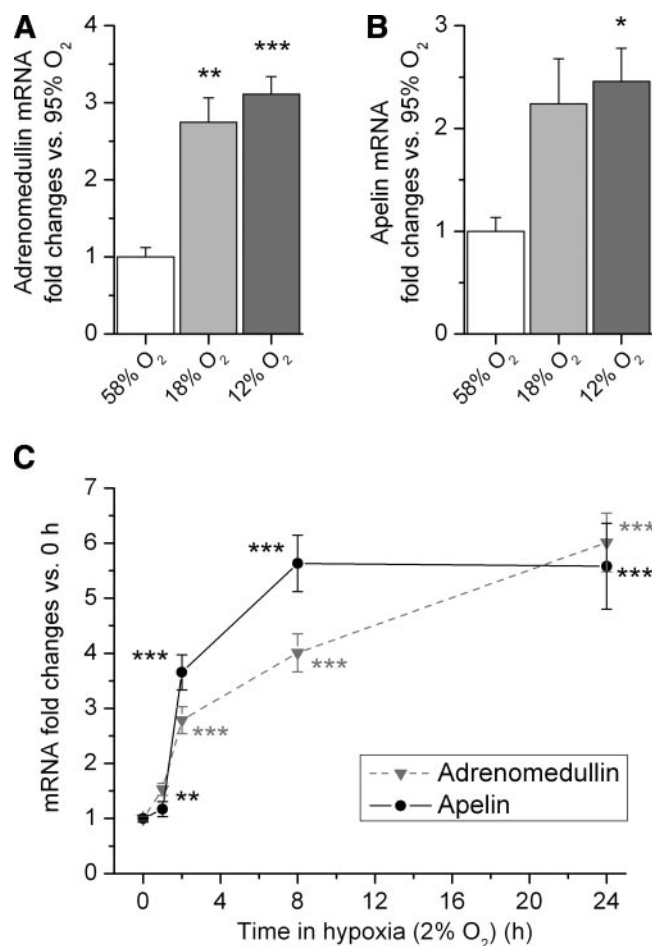 A
Adrenomedullin mRNA
fold changes vs. 95% O2
4
3
2
1
0
**
***
58% O2
18% O2
12% O2
B
Apelin mRNA
fold changes vs. 95% O2
3
2
1
0
*
58% O2
18% O2
12% O2
C
mRNA fold changes vs. 0 h
7
6
5
4
3
2
1
0
***
***
**
***
***
***
***
Adrenomedullin
Apelin
0
4
8
12
16
20
24
Time in hypoxia (2% O2) (h)